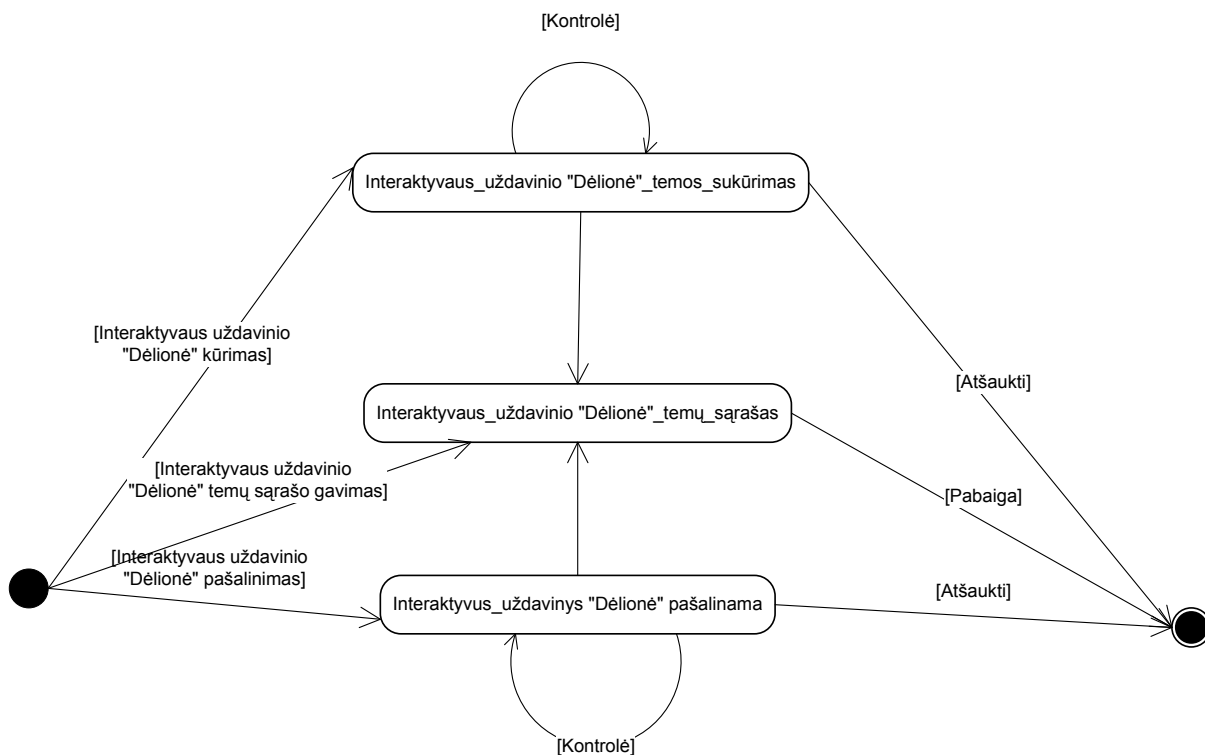 [Kontrolė]
Interaktyvaus_uždavinio "Dėlionė"_temos_sukūrimas
[Interaktyvaus uždavinio
"Dėlionė" kūrimas]
[Atšaukti]
Interaktyvaus_uždavinio "Dėlionė"_temų_sąrašas
[Interaktyvaus uždavinio
"Dėlionė" temų sąrašo gavimas]
[Pabaiga]
[Interaktyvaus uždavinio
"Dėlionė" pašalinimas]
Interaktyvus_uždavinys "Dėlionė" pašalinama
[Atšaukti]
[Kontrolė]